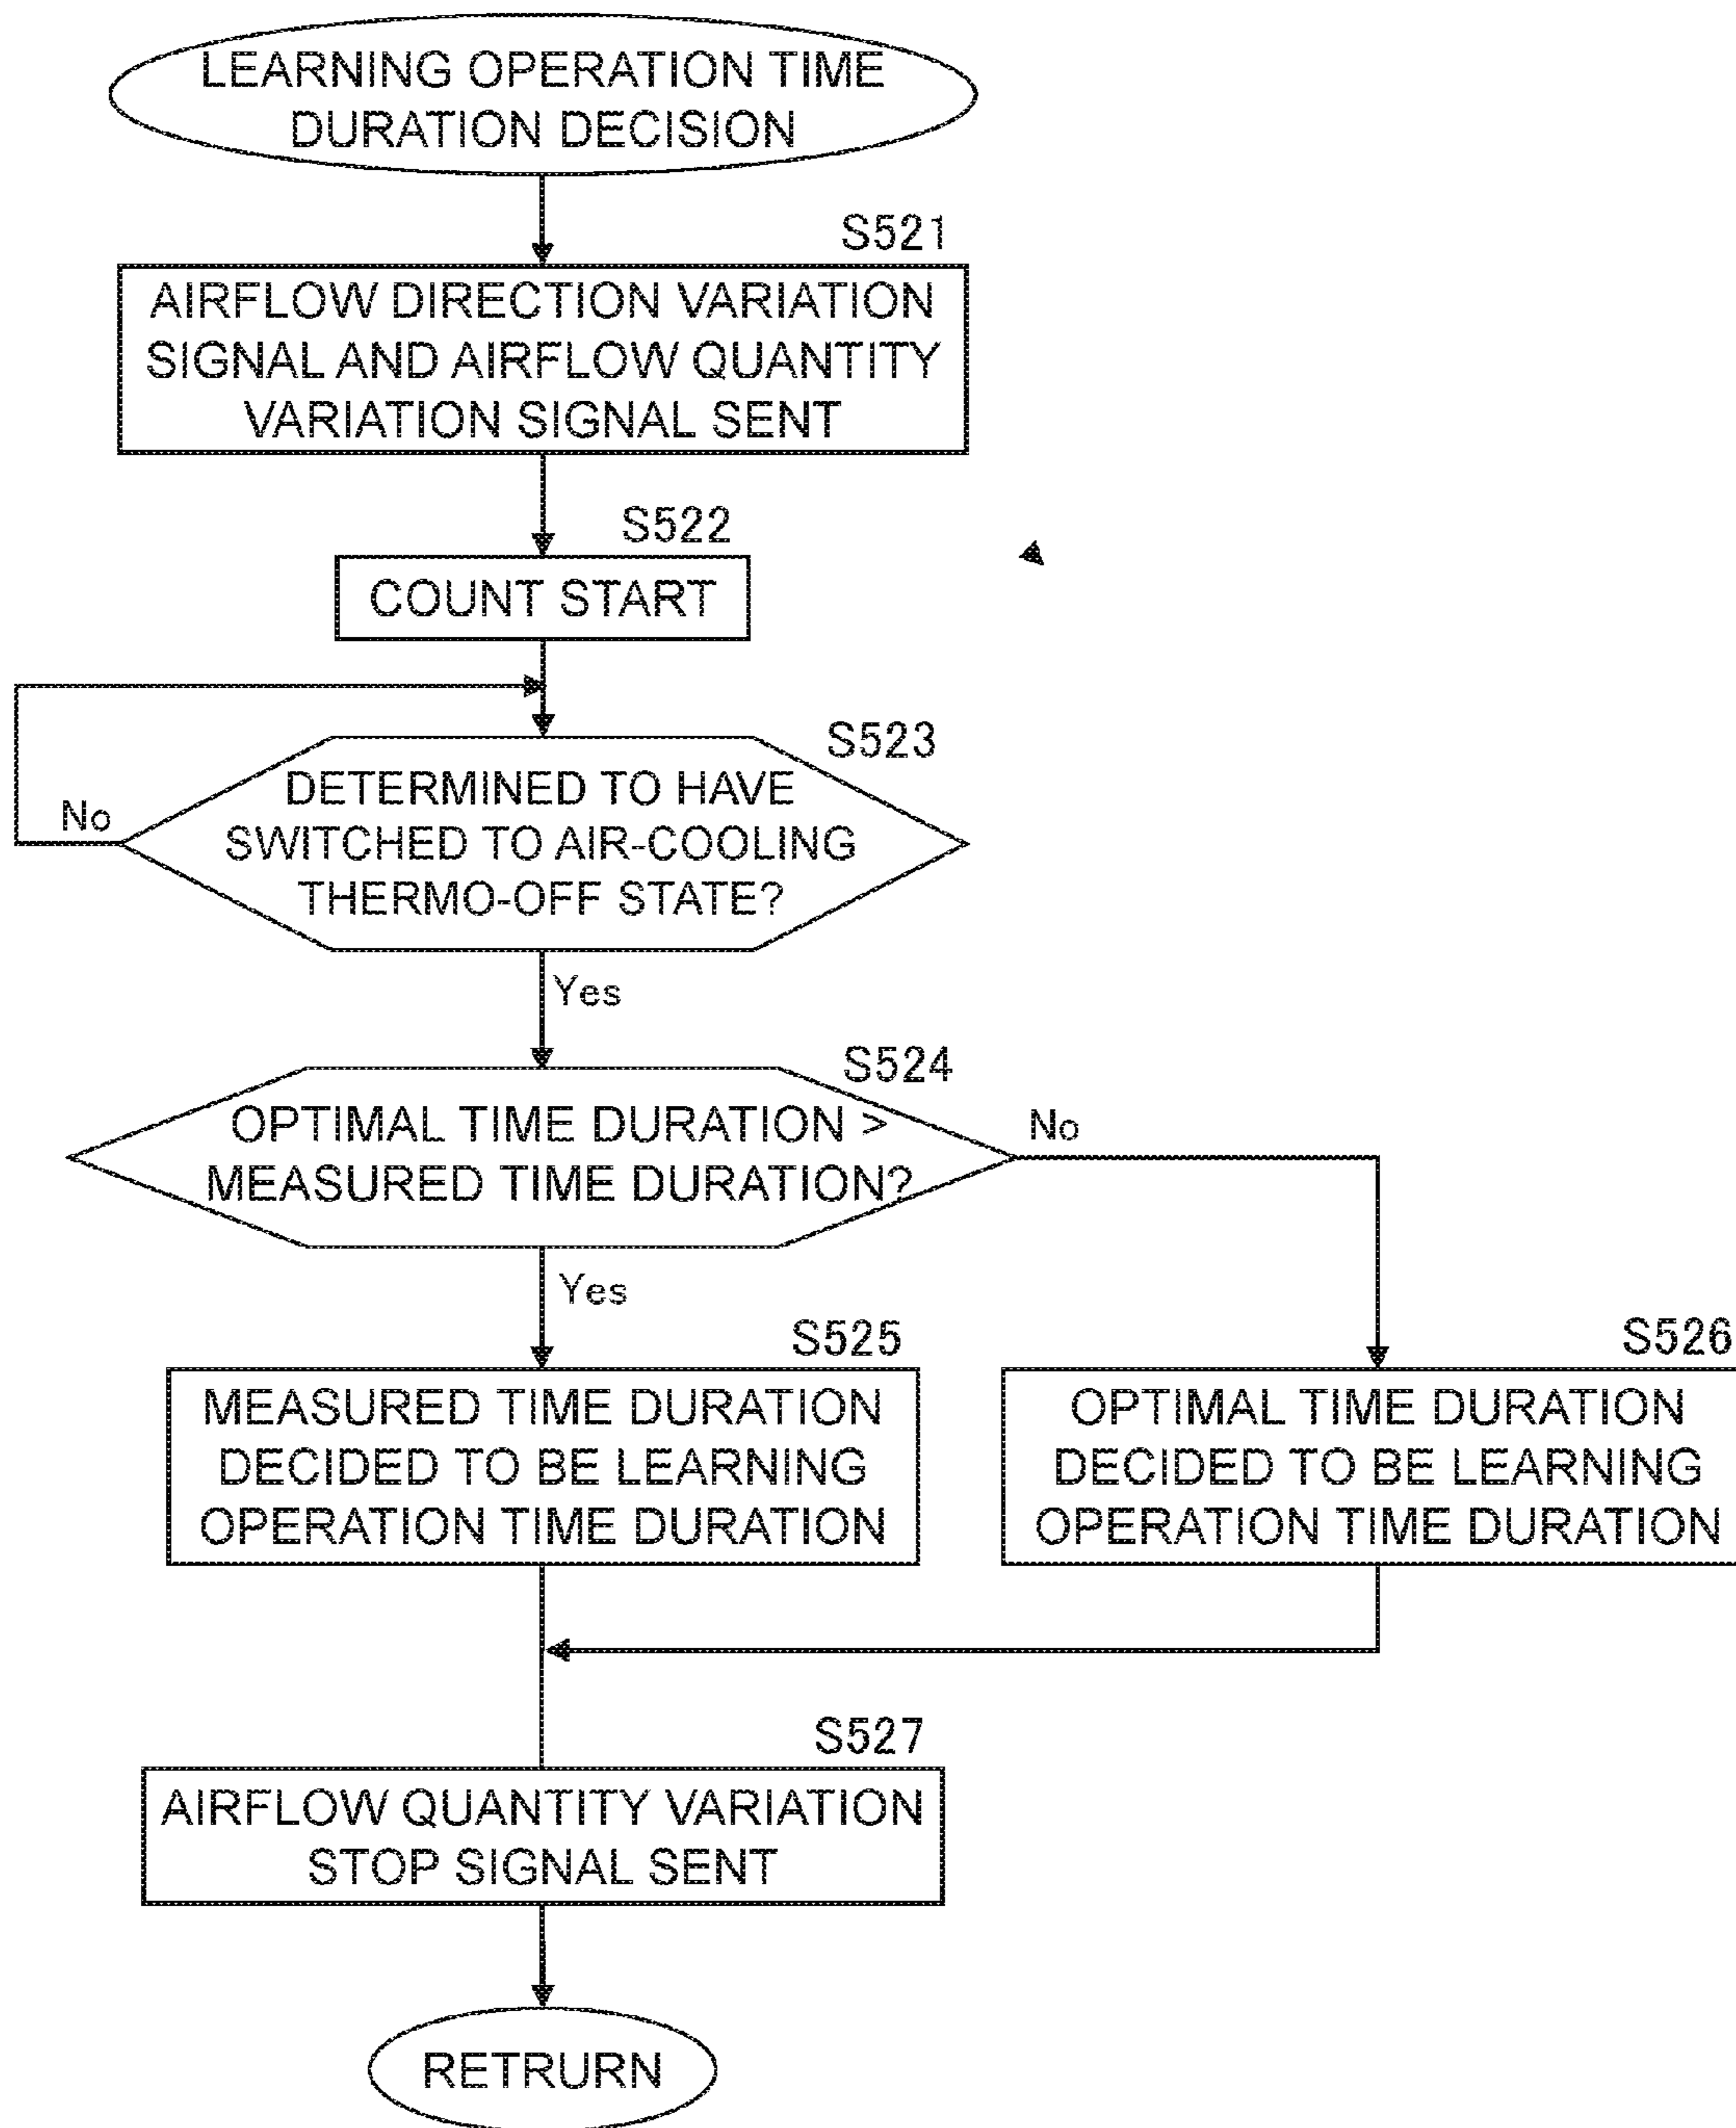 LEARNING OPERATION TIME
DURATION DECISION
S521
AIRFLOW DIRECTION VARIATION
SIGNAL AND AIRFLOW QUANTITY
VARIATION SIGNAL SENT
S522
COUNT START
S523
DETERMINED TO HAVE
SWITCHED TO AIR-COOLING
THERMO-OFF STATE?
No
Yes
S524
OPTIMAL TIME DURATION >
MEASURED TIME DURATION?
No
Yes
S525
MEASURED TIME DURATION
DECIDED TO BE LEARNING
OPERATION TIME DURATION
S526
OPTIMAL TIME DURATION
DECIDED TO BE LEARNING
OPERATION TIME DURATION
S527
AIRFLOW QUANTITY VARIATION
STOP SIGNAL SENT
RETRURN